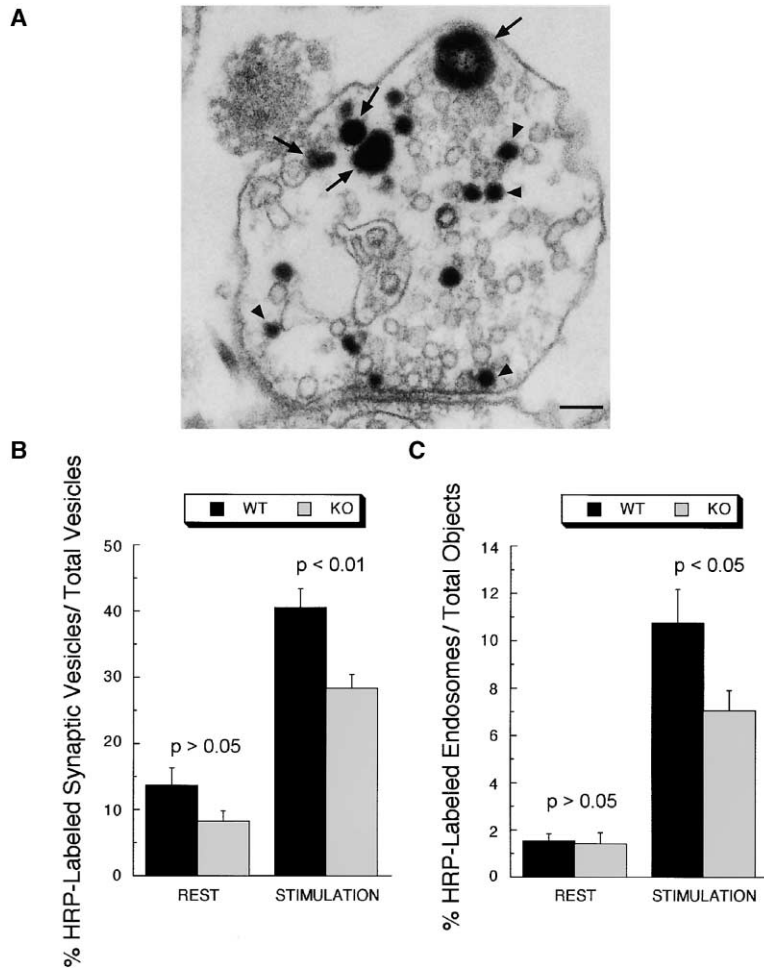 A
B
% HRP-Labeled Synaptic Vesicles/ Total Vesicles
WT KO
50
40
30
20
10
0
p > 0.05
p < 0.01
REST STIMULATION
C
% HRP-Labeled Endosomes/ Total Objects
WT KO
14
12
10
8
6
4
2
0
p > 0.05
p < 0.05
REST STIMULATION